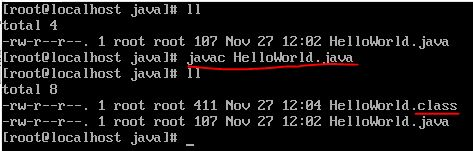 [root@localhost java]# ll
total 4
-rw-r--r--. 1 root root 107 Nov 27 12:02 HelloWorld.java
[root@localhost java]# javac HelloWorld.java
[root@localhost java]# ll
total 8
-rw-r--r--. 1 root root 411 Nov 27 12:04 HelloWorld.class
-rw-r--r--. 1 root root 107 Nov 27 12:02 HelloWorld.java
[root@localhost java]# _